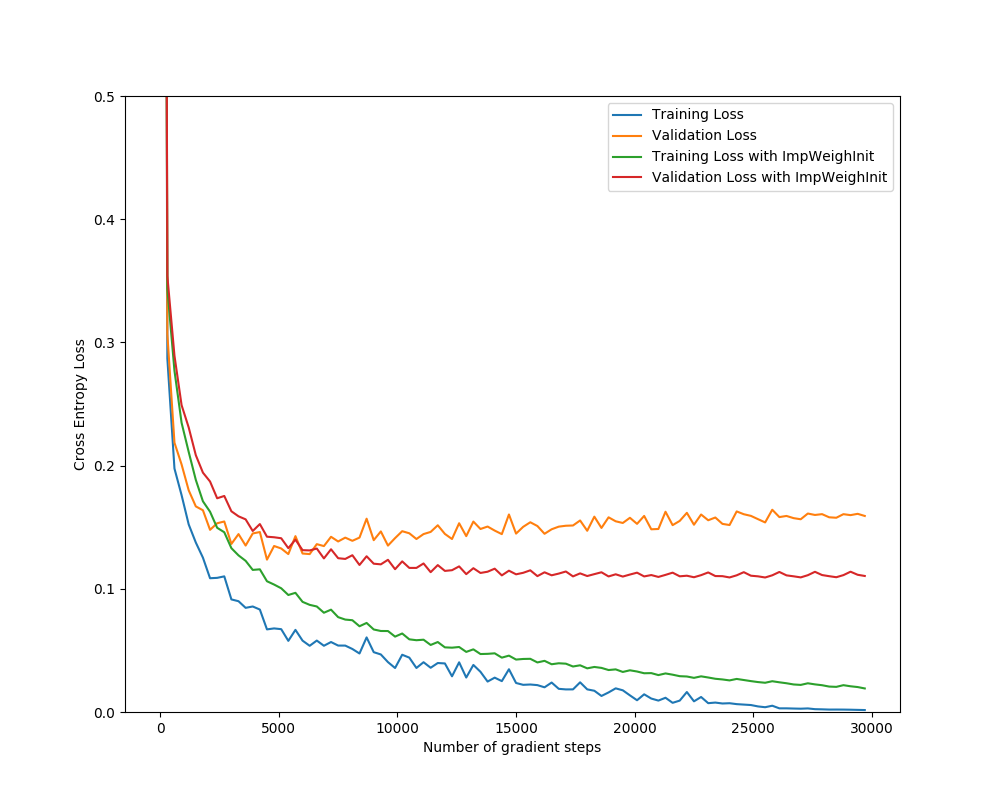 0.5
0.4
0.3
0.2
0.1
0.0
Cross Entropy Loss
Training Loss
Validation Loss
Training Loss with ImpWeighInit
Validation Loss with ImpWeighInit
0 5000 10000 15000 20000 25000 30000
Number of gradient steps